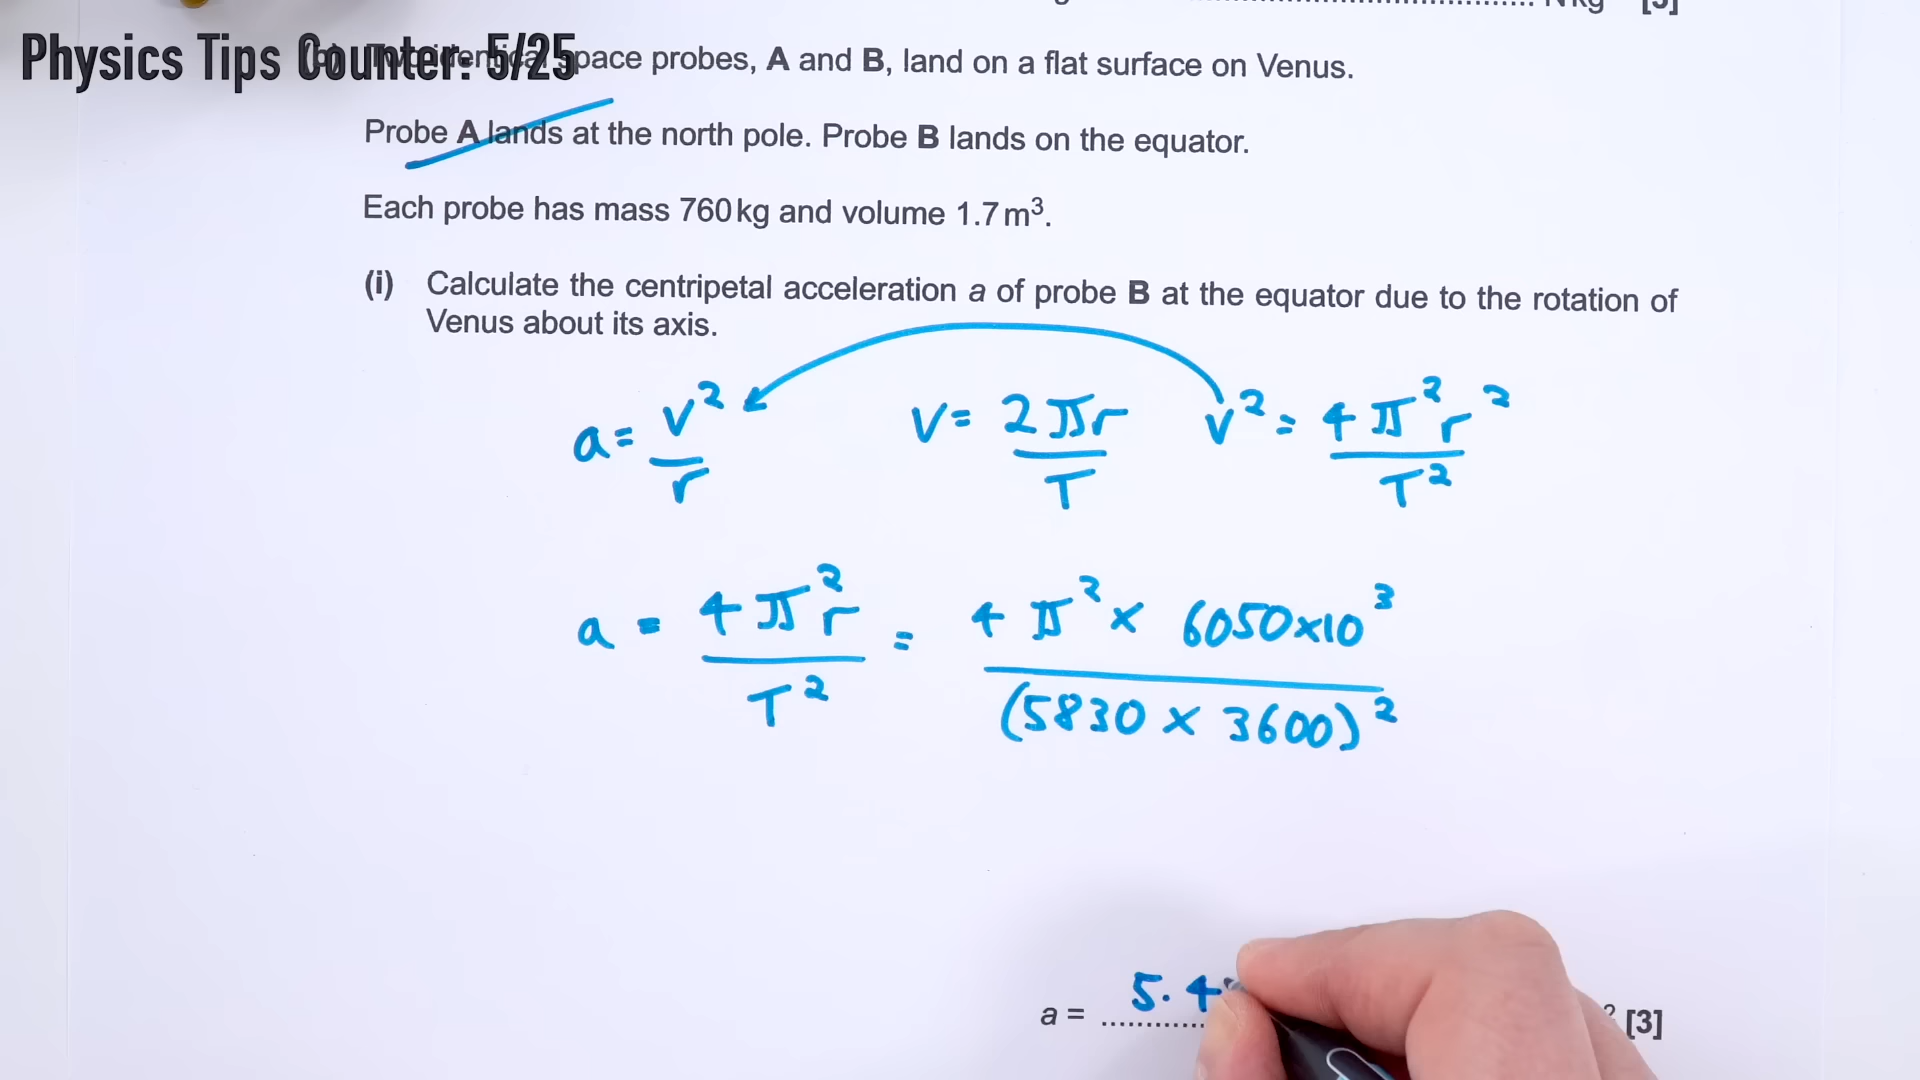 [3]
Physics Tips Counter: 5/25
space probes, A and B, land on a flat surface on Venus.
Probe A lands at the north pole. Probe B lands on the equator.
Each probe has mass 760 kg and volume 1.7 m³.
(i) Calculate the centripetal acceleration a of probe B at the equator due to the rotation of
Venus about its axis.
a = v²/r v = 2πr/T v² = 4π²r²/T²
a = 4π²r/T² = 4π² × 6050×10³/(5830 × 3600)²
a = 5.4 [3]